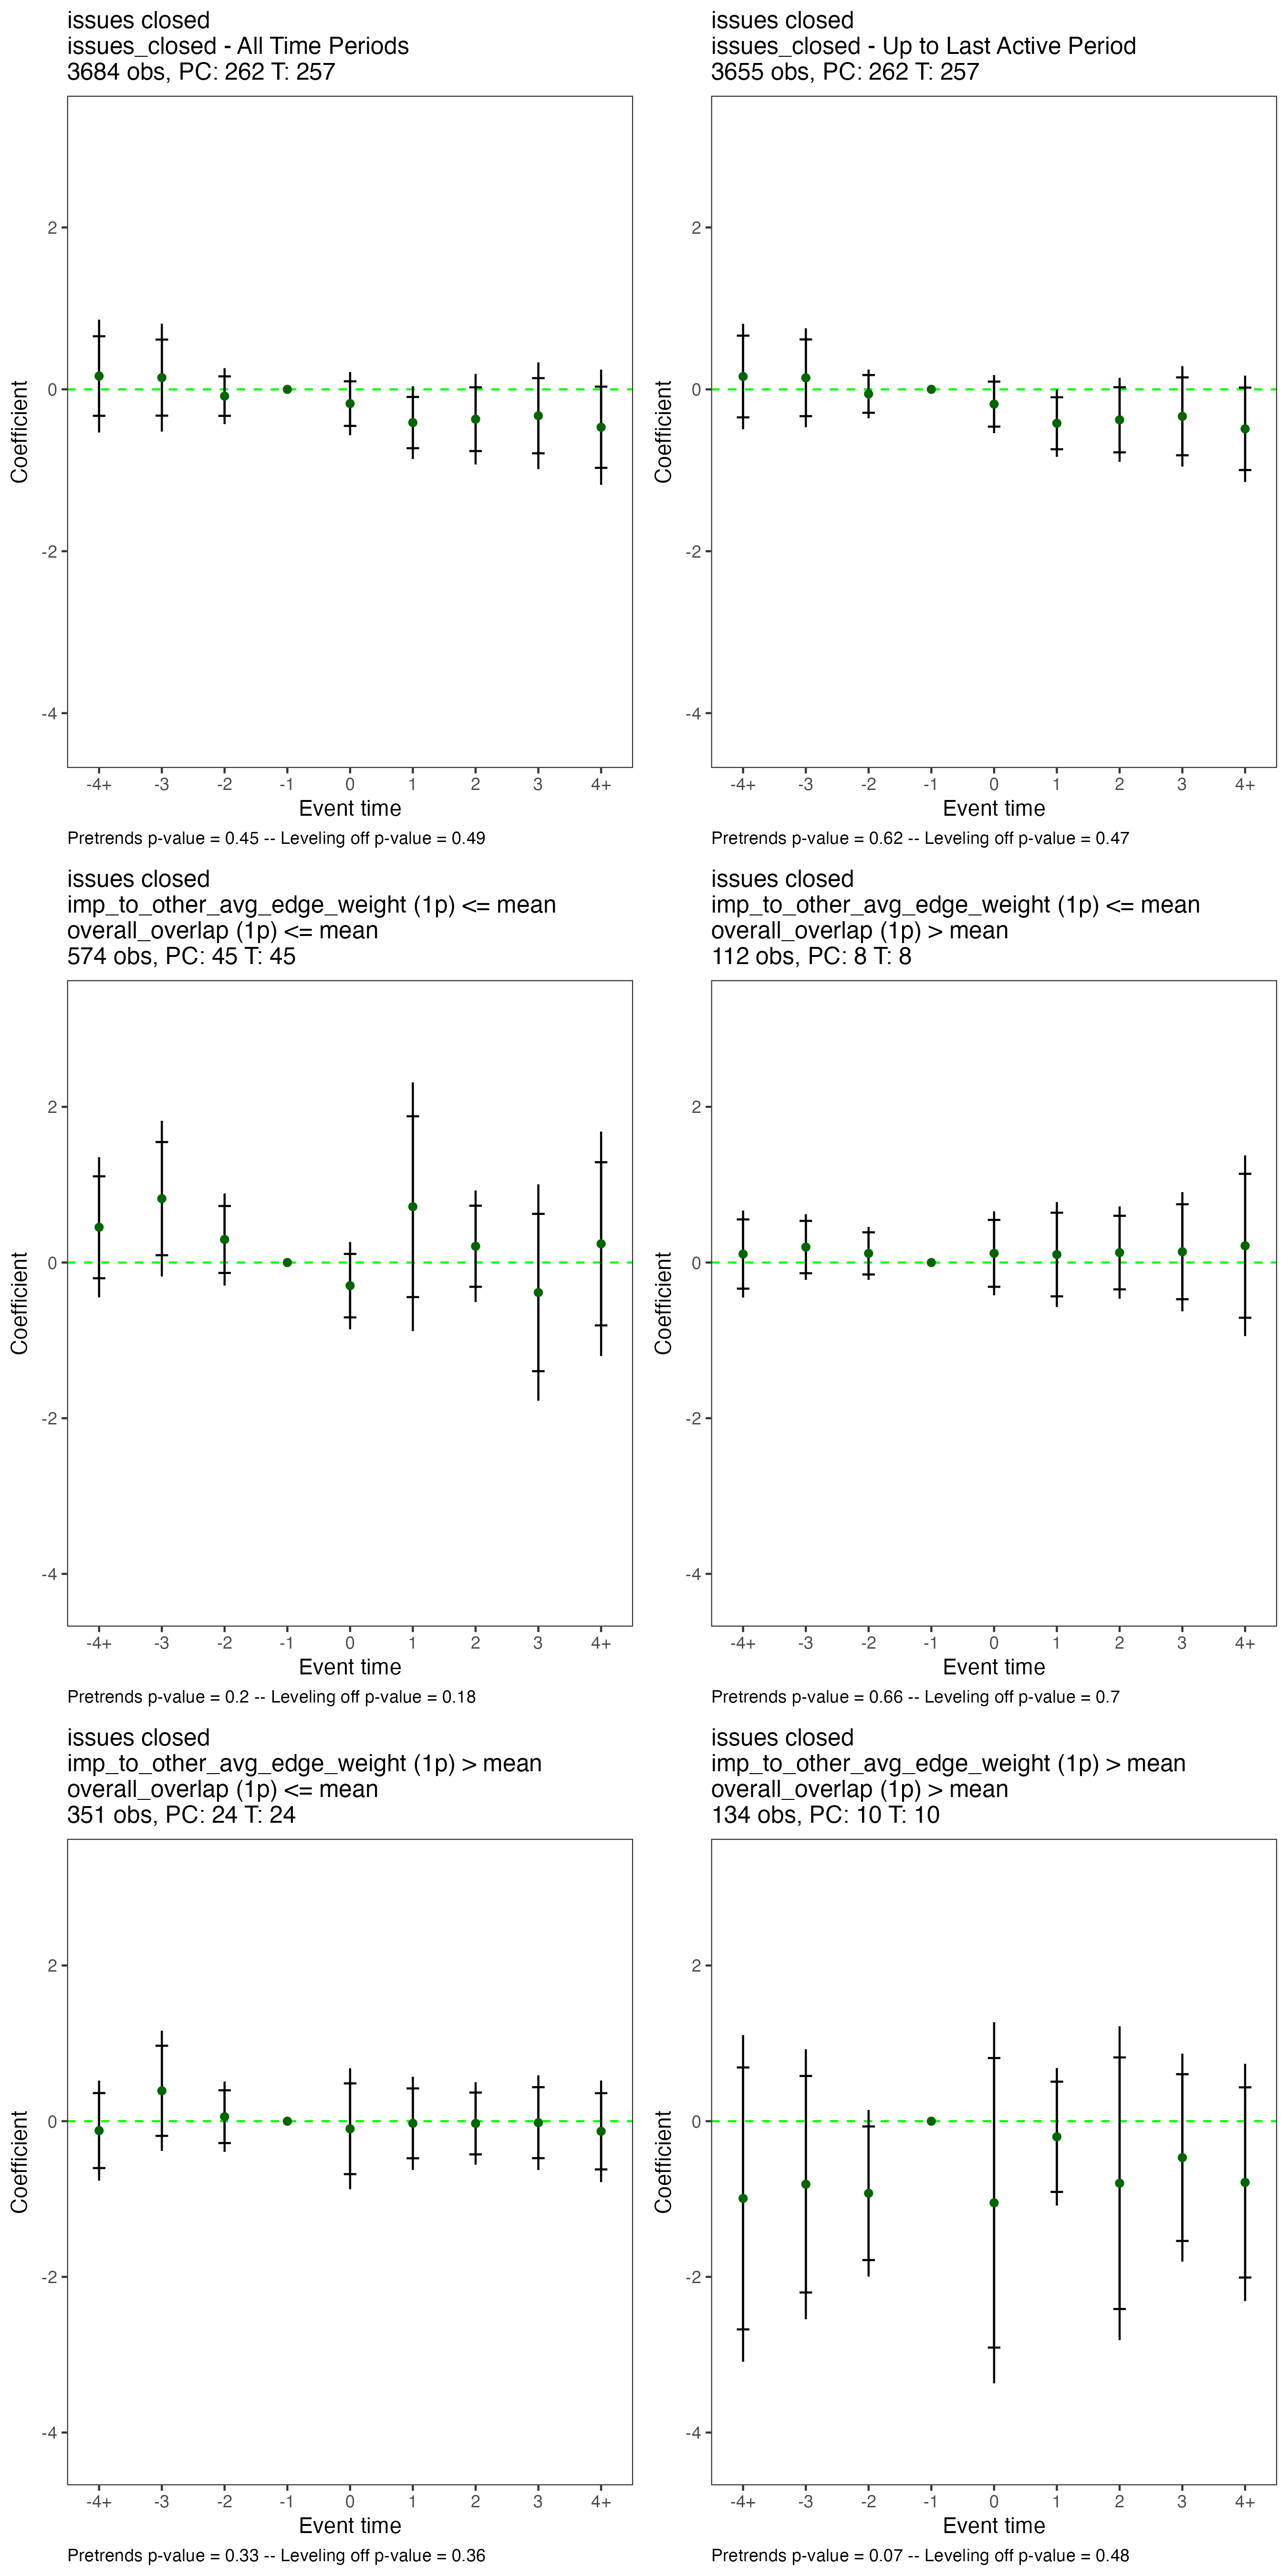 issues closed
issues_closed - All Time Periods
3684 obs, PC: 262 T: 257
Coefficient
2
0
-2
-4
-4+ -3 -2 -1 0 1 2 3 4+
Event time
Pretrends p-value = 0.45 -- Leveling off p-value = 0.49
issues closed
issues_closed - Up to Last Active Period
3655 obs, PC: 262 T: 257
Coefficient
2
0
-2
-4
-4+ -3 -2 -1 0 1 2 3 4+
Event time
Pretrends p-value = 0.62 -- Leveling off p-value = 0.47
issues closed
imp_to_other_avg_edge_weight (1p) <= mean
overall_overlap (1p) <= mean
574 obs, PC: 45 T: 45
Coefficient
2
0
-2
-4
-4+ -3 -2 -1 0 1 2 3 4+
Event time
Pretrends p-value = 0.2 -- Leveling off p-value = 0.18
issues closed
imp_to_other_avg_edge_weight (1p) <= mean
overall_overlap (1p) > mean
112 obs, PC: 8 T: 8
Coefficient
2
0
-2
-4
-4+ -3 -2 -1 0 1 2 3 4+
Event time
Pretrends p-value = 0.66 -- Leveling off p-value = 0.7
issues closed
imp_to_other_avg_edge_weight (1p) > mean
overall_overlap (1p) <= mean
351 obs, PC: 24 T: 24
Coefficient
2
0
-2
-4
-4+ -3 -2 -1 0 1 2 3 4+
Event time
Pretrends p-value = 0.33 -- Leveling off p-value = 0.36
issues closed
imp_to_other_avg_edge_weight (1p) > mean
overall_overlap (1p) > mean
134 obs, PC: 10 T: 10
Coefficient
2
0
-2
-4
-4+ -3 -2 -1 0 1 2 3 4+
Event time
Pretrends p-value = 0.07 -- Leveling off p-value = 0.48